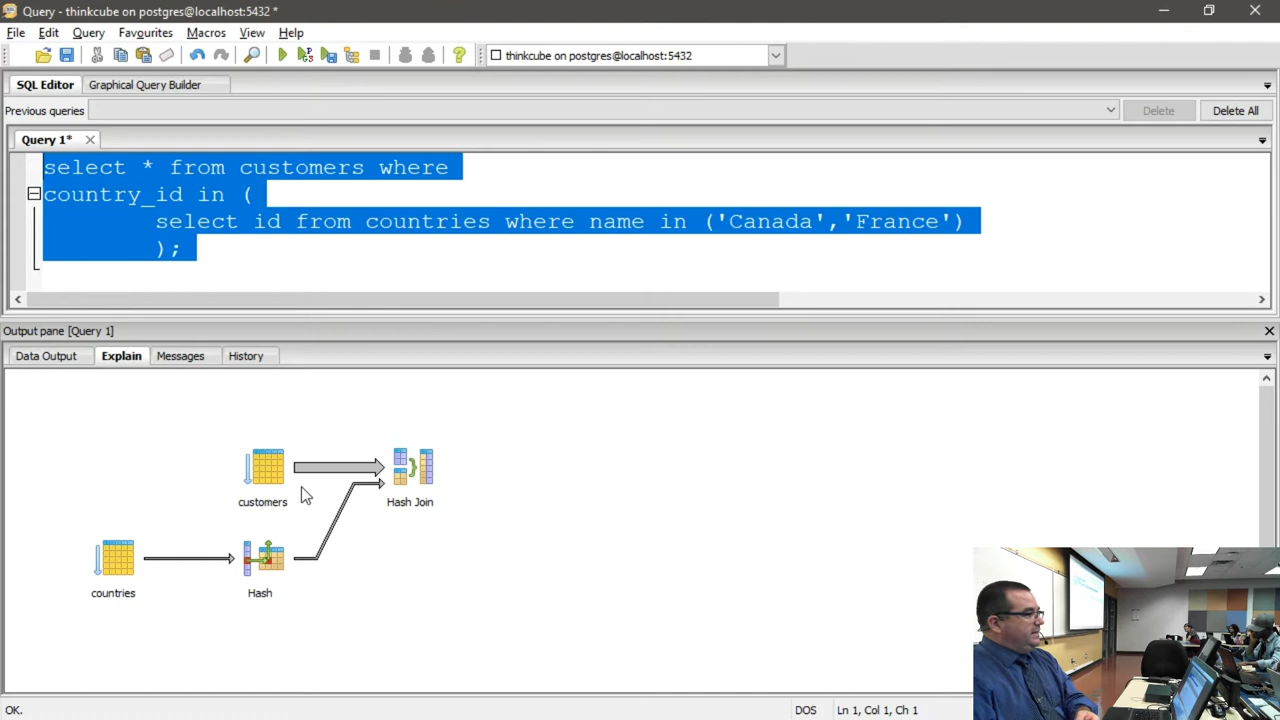 Query - thinkcube on postgres@localhost:5432 *
File Edit Query Favourites Macros View Help
thinkcube on postgres@localhost:5432
SQL Editor Graphical Query Builder
Previous queries Delete Delete All
Query 1*
select * from customers where
country_id in (
select id from countries where name in ('Canada','France')
);
Output pane [Query 1]
Data Output Explain Messages History
customers Hash Join
countries Hash
OK. DOS Ln 1, Col 1, Ch 1